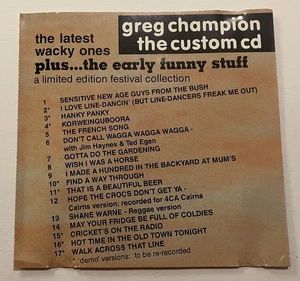 the latest
wacky ones
greg champion
the custom cd
plus...the early funny stuff
a limited edition festival collection
1 SENSITIVE NEW AGE GUYS FROM THE BUSH
2* I LOVE LINE-DANCIN' (BUT LINE-DANCERS FREAK ME OUT)
3* HANKY PANKY
4* KORWEINGUBOORA
5 THE FRENCH SONG
6 DON'T CALL WAGGA WAGGA WAGGA -
with Jim Haynes & Ted Egan
7 GOTTA DO THE GARDENING
8 WISH I WAS A HORSE
9 I MADE A HUNDRED IN THE BACKYARD AT MUM'S
10* FIND A WAY THROUGH
11* THAT IS A BEAUTIFUL BEER
12 HOPE THE CROCS DON'T GET YA -
Cairns version: recorded for 4CA Cairns
13 SHANE WARNE - Reggae version
14 MAY YOUR FRIDGE BE FULL OF COLDIES
15* CRICKET'S ON THE RADIO
16* HOT TIME IN THE OLD TOWN TONIGHT
17* WALK ACROSS THAT LINE
* 'demo' versions: to be re-recorded